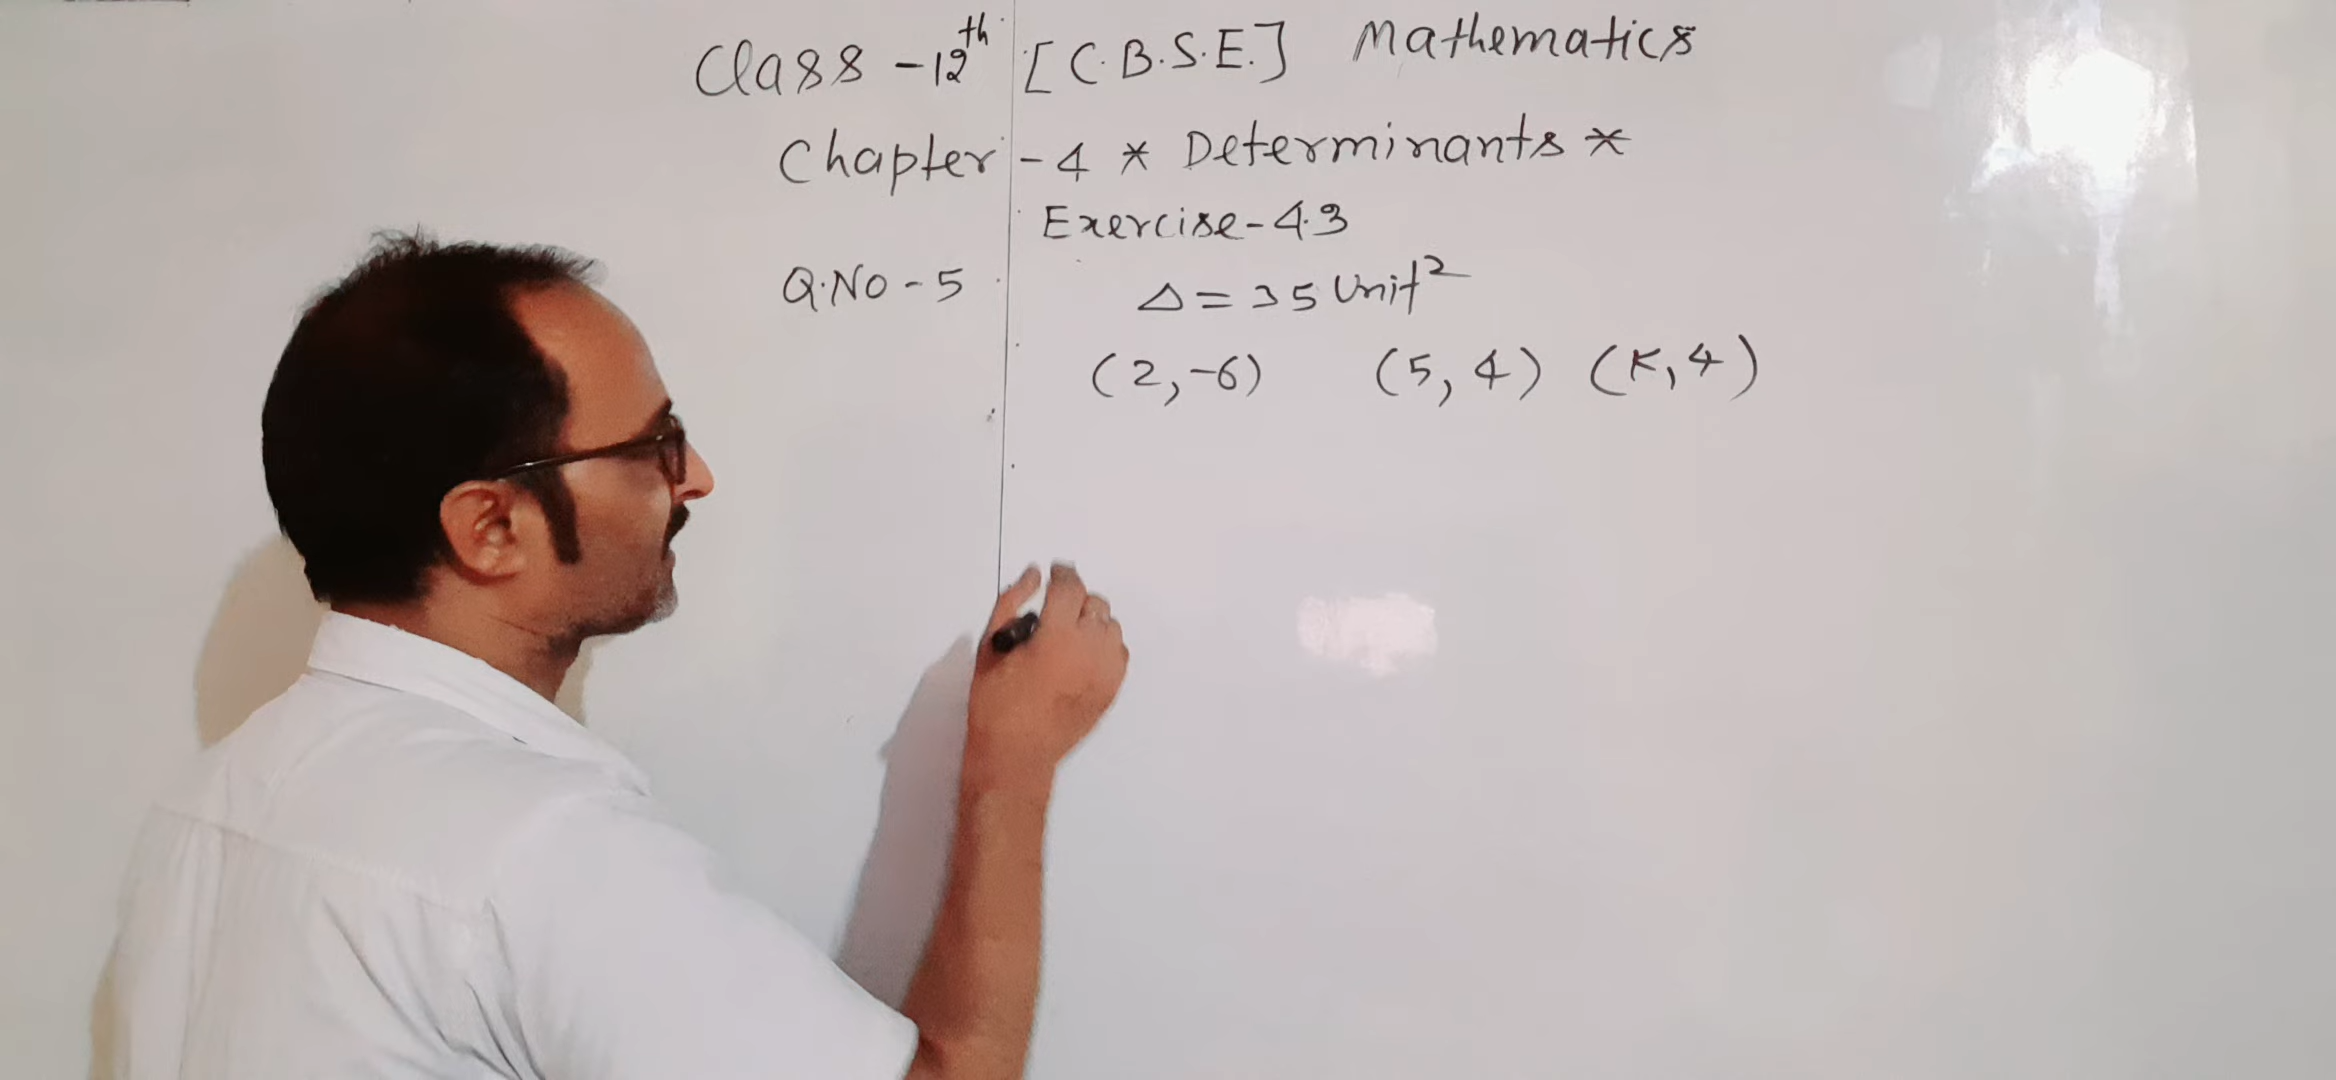 Class - 12th [C.B.S.E.] Mathematics
Chapter - 4 * Determinants *
Exercise - 4.3
Q.No - 5 Δ = 35 Unit²
(2, -6) (5, 4) (K, 4)